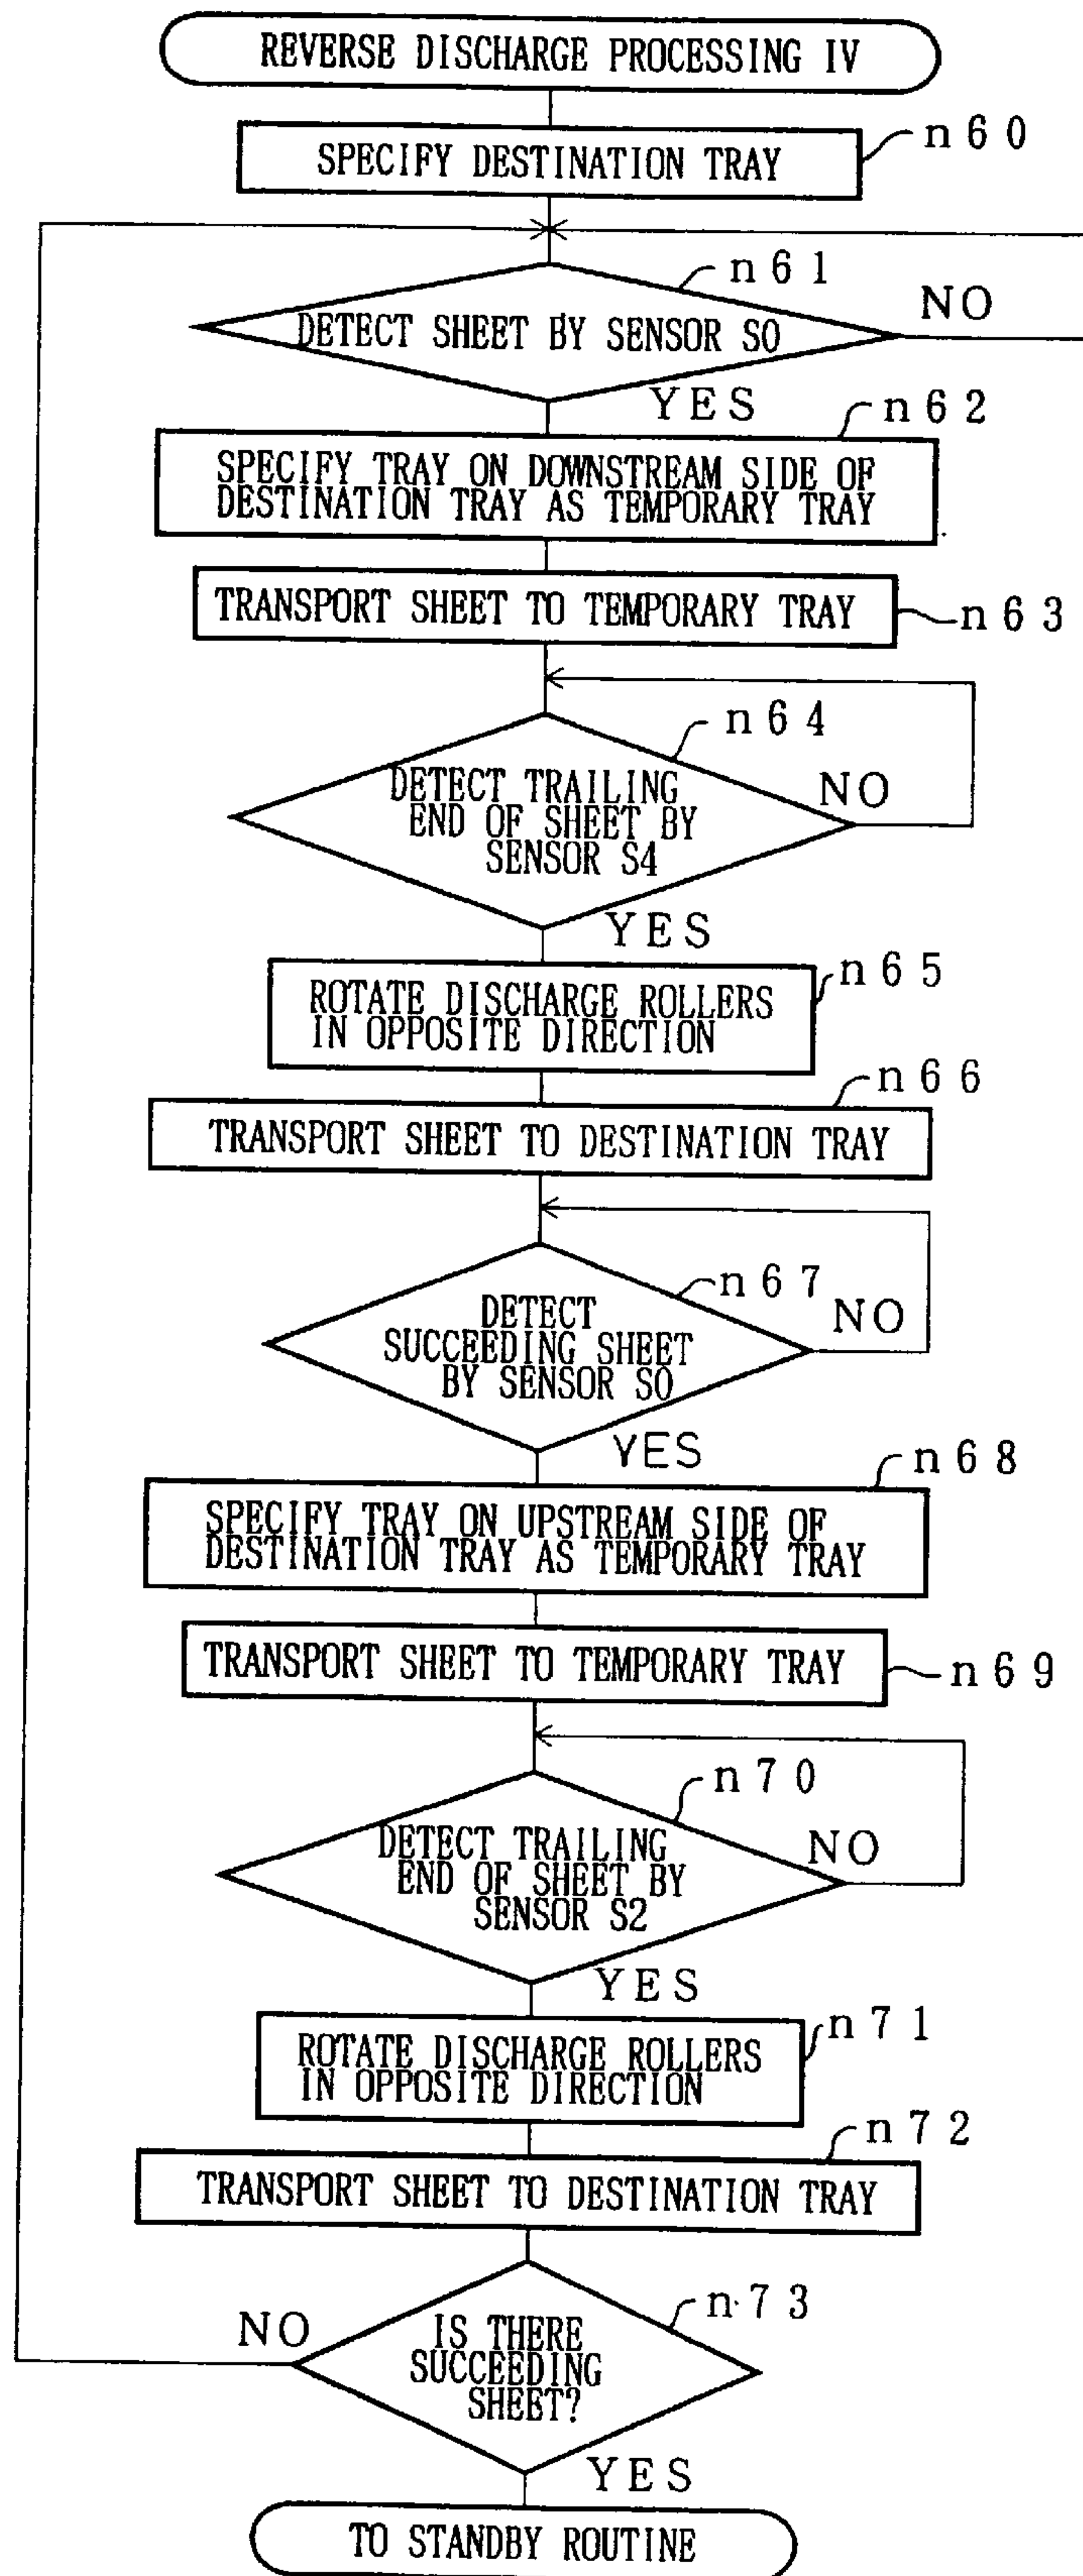 REVERSE DISCHARGE PROCESSING IV
SPECIFY DESTINATION TRAY
n60
n61
DETECT SHEET BY SENSOR S0
NO
YES
n62
SPECIFY TRAY ON DOWNSTREAM SIDE OF
DESTINATION TRAY AS TEMPORARY TRAY
TRANSPORT SHEET TO TEMPORARY TRAY
n63
n64
DETECT TRAILING
END OF SHEET BY
SENSOR S4
NO
YES
n65
ROTATE DISCHARGE ROLLERS
IN OPPOSITE DIRECTION
n66
TRANSPORT SHEET TO DESTINATION TRAY
n67
DETECT
SUCCEEDING SHEET
BY SENSOR S0
NO
YES
n68
SPECIFY TRAY ON UPSTREAM SIDE OF
DESTINATION TRAY AS TEMPORARY TRAY
TRANSPORT SHEET TO TEMPORARY TRAY
n69
n70
DETECT TRAILING
END OF SHEET BY
SENSOR S2
NO
YES
n71
ROTATE DISCHARGE ROLLERS
IN OPPOSITE DIRECTION
n72
TRANSPORT SHEET TO DESTINATION TRAY
n73
NO
IS THERE
SUCCEEDING
SHEET?
YES
TO STANDBY ROUTINE